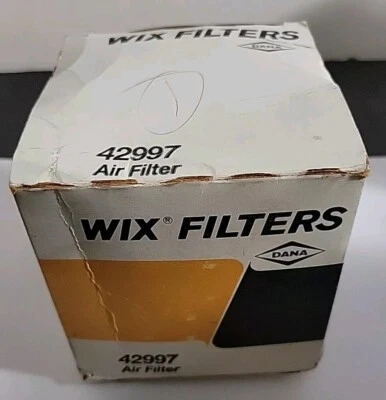 WIX FILTERS
DANA
42997
Air Filter
WIX® FILTERS
DANA
42997
Air Filter